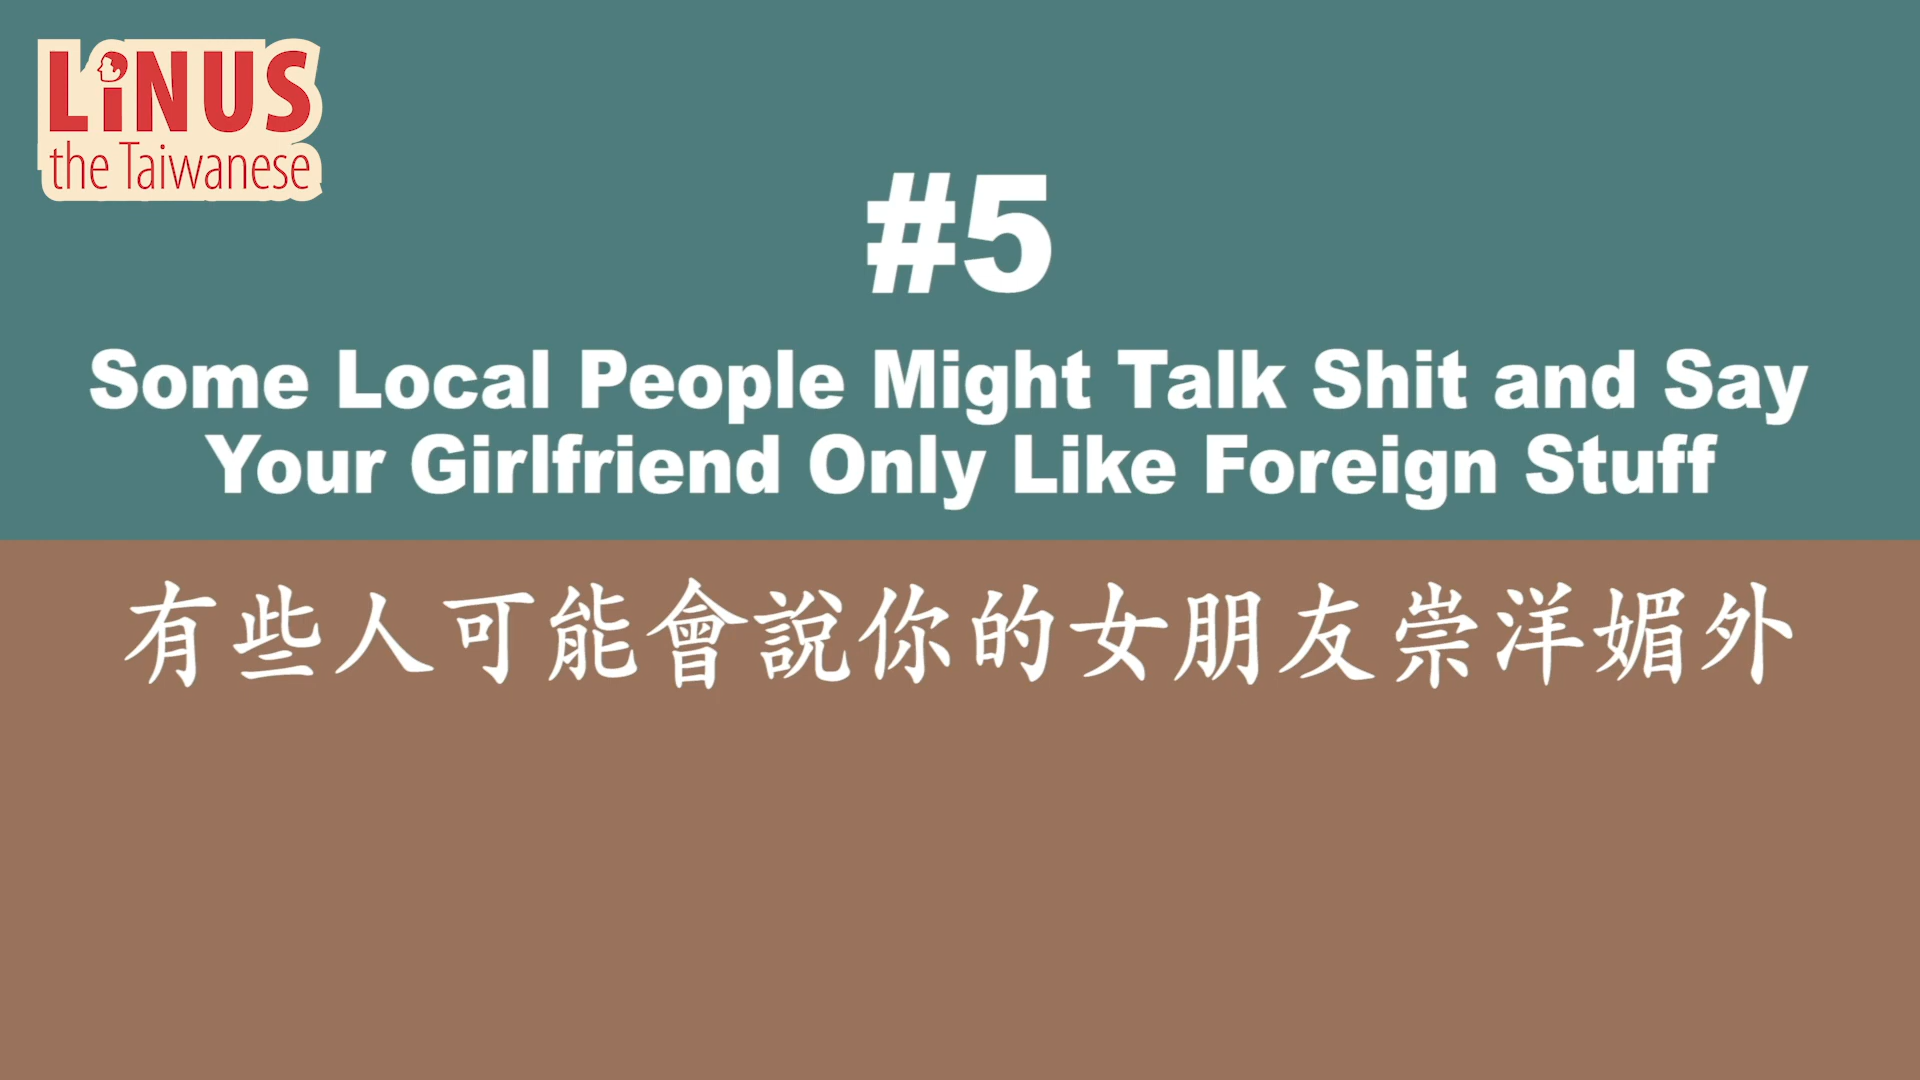 LiNUS
the Taiwanese
#5
Some Local People Might Talk Shit and Say
Your Girlfriend Only Like Foreign Stuff
有些人可能會說你的女朋友崇洋媚外